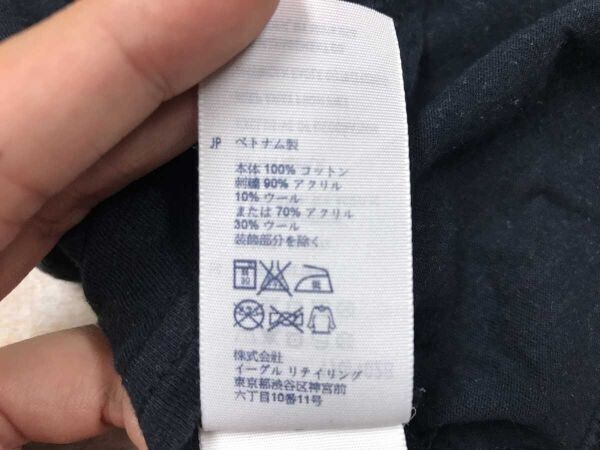 JP ベトナム製
本体 100% コットン
刺繍 90% アクリル
10% ウール
または 70% アクリル
30% ウール
装飾部分を除く
30
低
株式会社
イーグル リテイリング
東京都渋谷区神宮前
六丁目10番11号